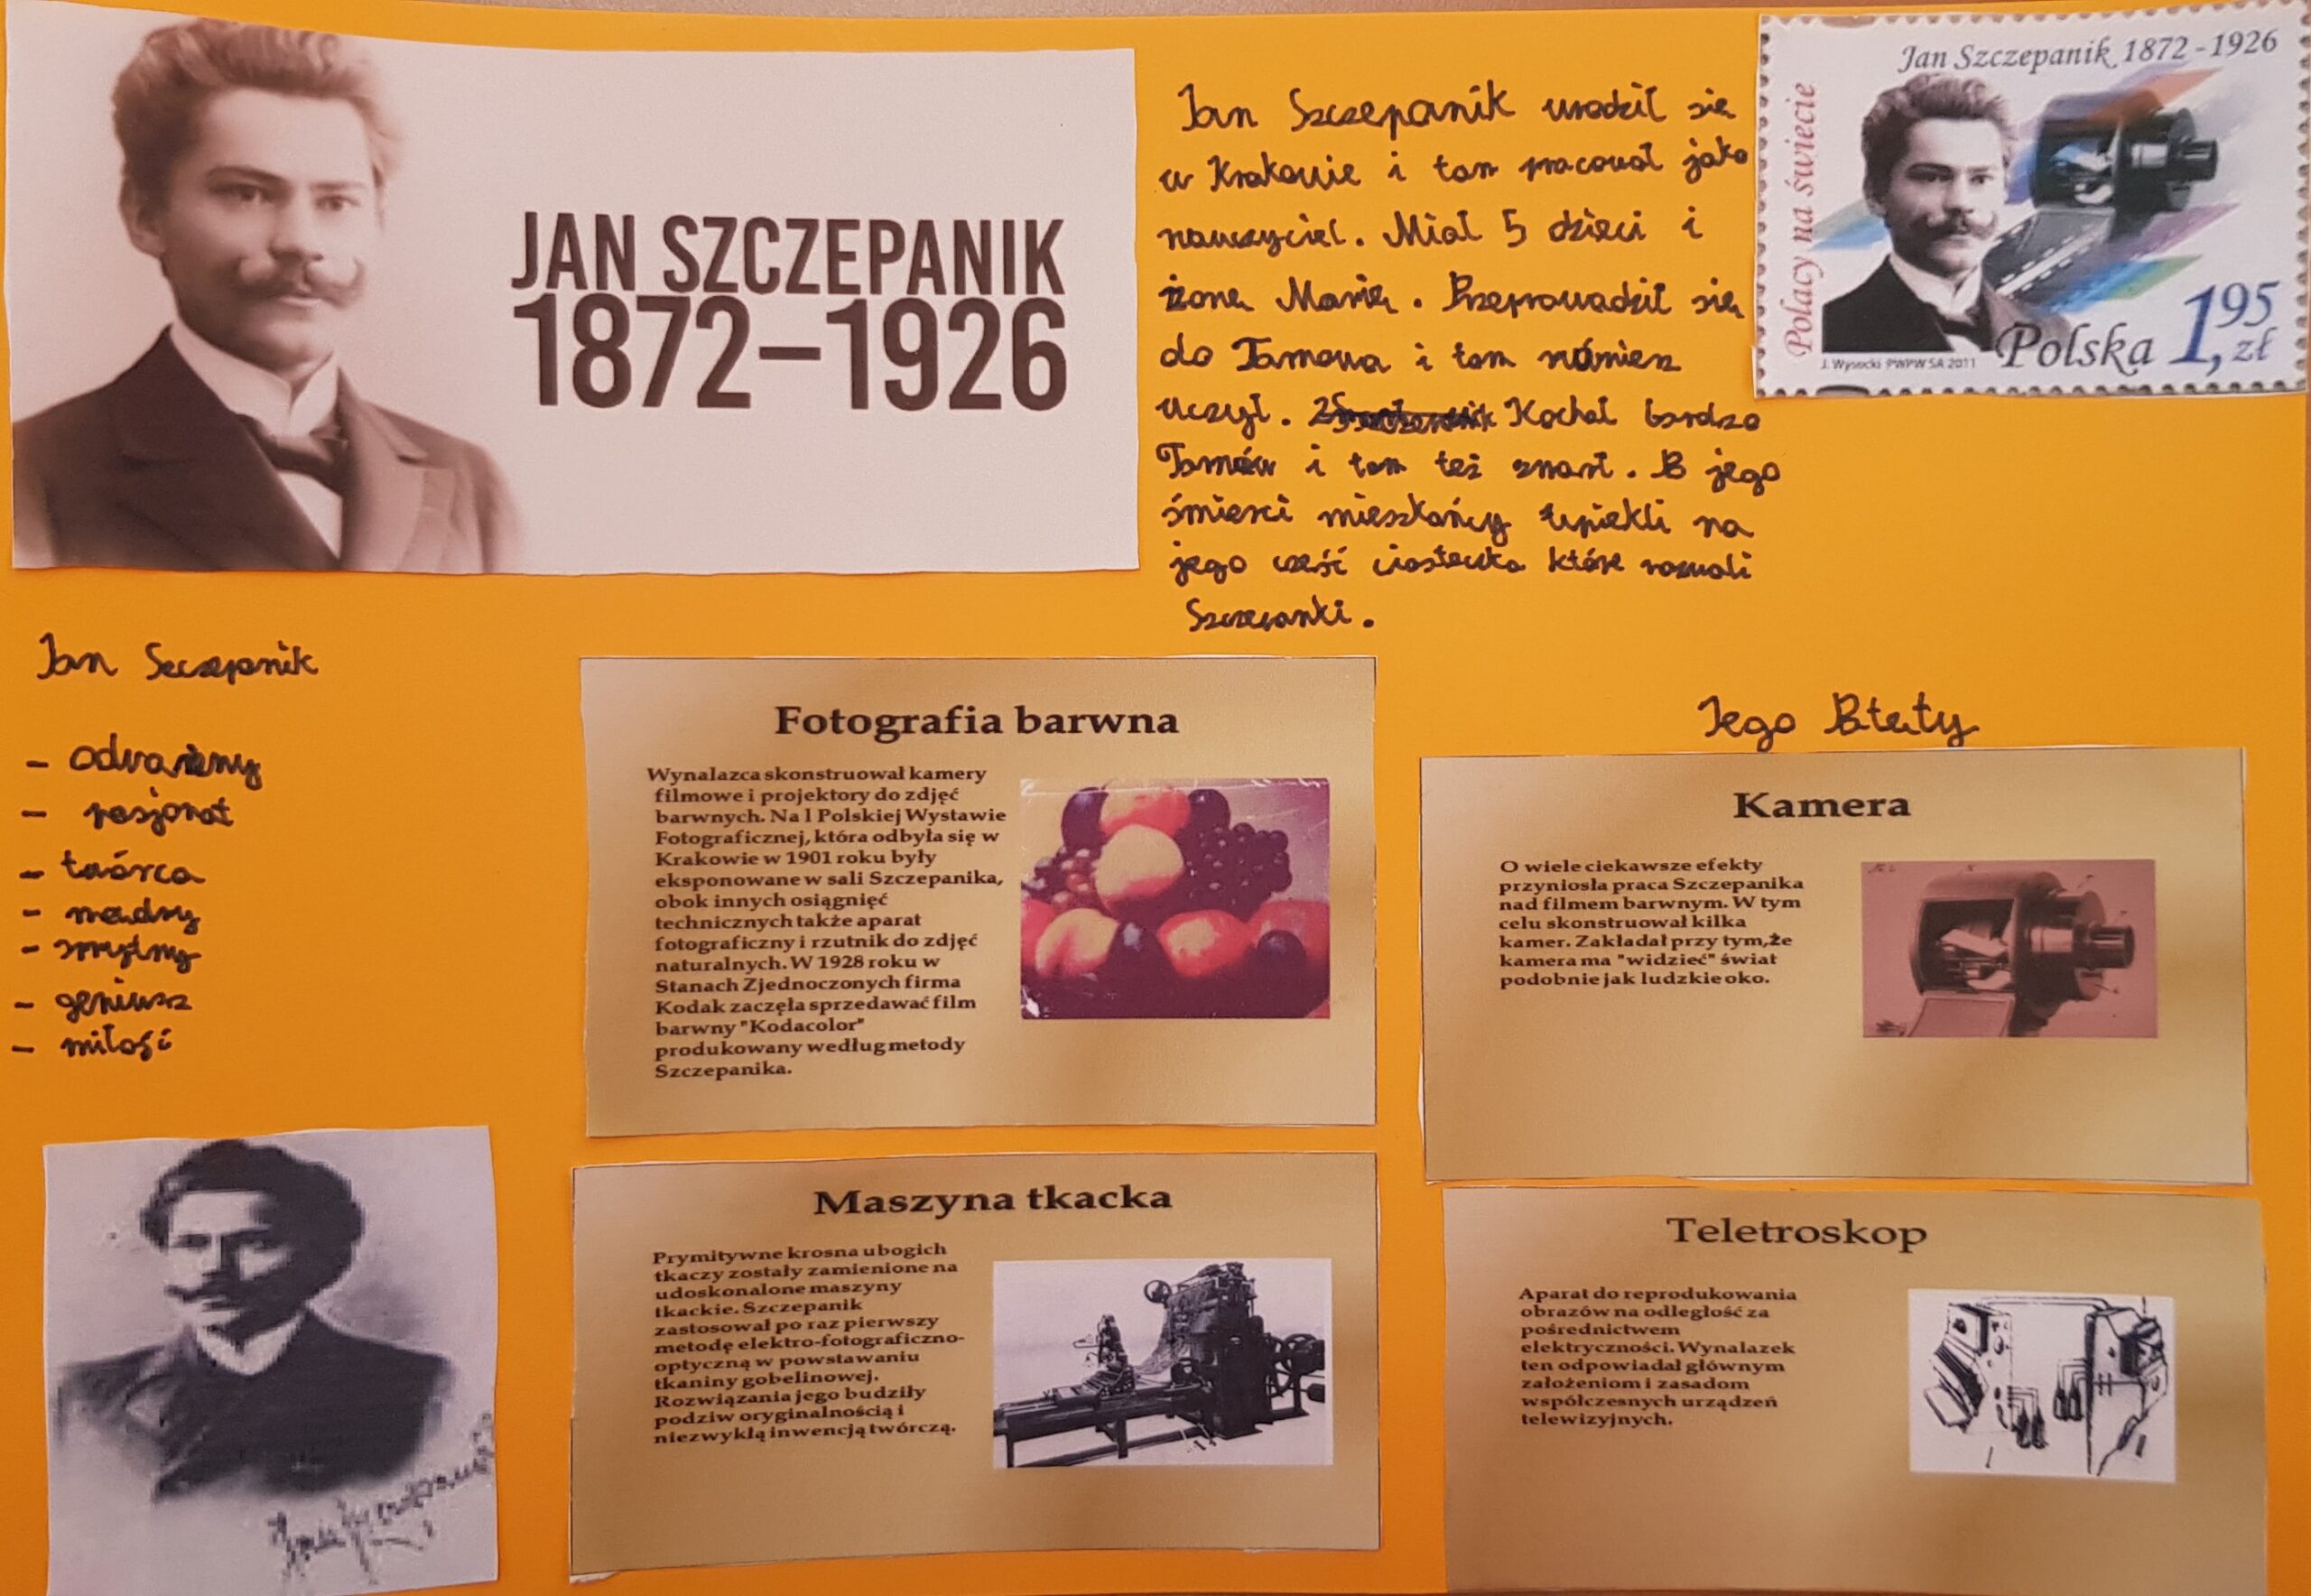 JAN SZCZEPANIK
1872–1926
Jan Szczepanik urodził się
w Krakowie i tam pracował jako
nauczyciel. Miał 5 dzieci i
żonę Marię. Przeprowadził się
do Tarnowa i tam również
uczył. Kochał bardzo
Tarnów i tam też zmarł. B jego
śmierci mieszkańcy upiekli na
jego cześć ciasteczka które nazwali
Szczepanki.
Jan Szczepanik 1872-1926
Polacy na świecie
J. Wysocki PWPW SA 2011
Polska 1,95 zł
Jan Szczepanik
- odważny
- pasjonat
- twórca
- mądry
- sprytny
- geniusz
- miłość
Fotografia barwna
Wynalazca skonstruował kamery
filmowe i projektory do zdjęć
barwnych. Na I Polskiej Wystawie
Fotograficznej, która odbyła się w
Krakowie w 1901 roku były
eksponowane w sali Szczepanika,
obok innych osiągnięć
technicznych także aparat
fotograficzny i rzutnik do zdjęć
naturalnych. W 1928 roku w
Stanach Zjednoczonych firma
Kodak zaczęła sprzedawać film
barwny "Kodacolor"
produkowany według metody
Szczepanika.
Jego
Kamera
O wiele ciekawsze efekty
przyniosła praca Szczepanika
nad filmem barwnym. W tym
celu skonstruował kilka
kamer. Zakładał przy tym,że
kamera ma "widzieć" świat
podobnie jak ludzkie oko.
Maszyna tkacka
Prymitywne krosna ubogich
tkaczy zostały zamienione na
udoskonalone maszyny
tkackie. Szczepanik
zastosował po raz pierwszy
metodę elektro-fotograficzno-
optyczną w powstawaniu
tkaniny gobelinowej.
Rozwiązania jego budziły
podziw oryginalnością i
niezwykłą inwencją twórczą.
Teletroskop
Aparat do reprodukowania
obrazów na odległość za
pośrednictwem
elektryczności. Wynalazek
ten odpowiadał głównym
założeniom i zasadom
współczesnych urządzeń
telewizyjnych.